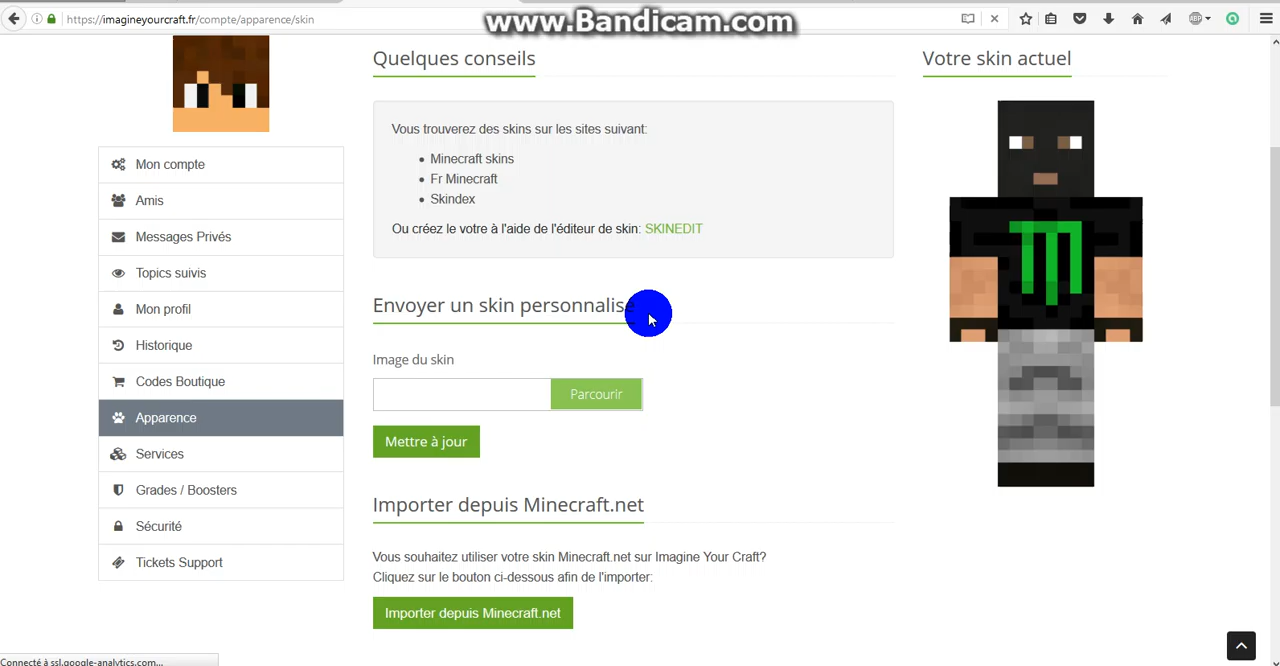 www.Bandicam.com
https://imagineyourcraft.fr/compte/apparence/skin
ABP
Mon compte
Amis
Messages Privés
Topics suivis
Mon profil
Historique
Codes Boutique
Apparence
Services
Grades / Boosters
Sécurité
Tickets Support
Quelques conseils
Vous trouverez des skins sur les sites suivant:
Minecraft skins
Fr Minecraft
Skindex
Ou créez le votre à l'aide de l'éditeur de skin: SKINEDIT
Envoyer un skin personnalisé
Image du skin
Parcourir
Mettre à jour
Importer depuis Minecraft.net
Vous souhaitez utiliser votre skin Minecraft.net sur Imagine Your Craft?
Cliquez sur le bouton ci-dessous afin de l'importer:
Importer depuis Minecraft.net
Votre skin actuel
Connecté à ssl.google-analytics.com...